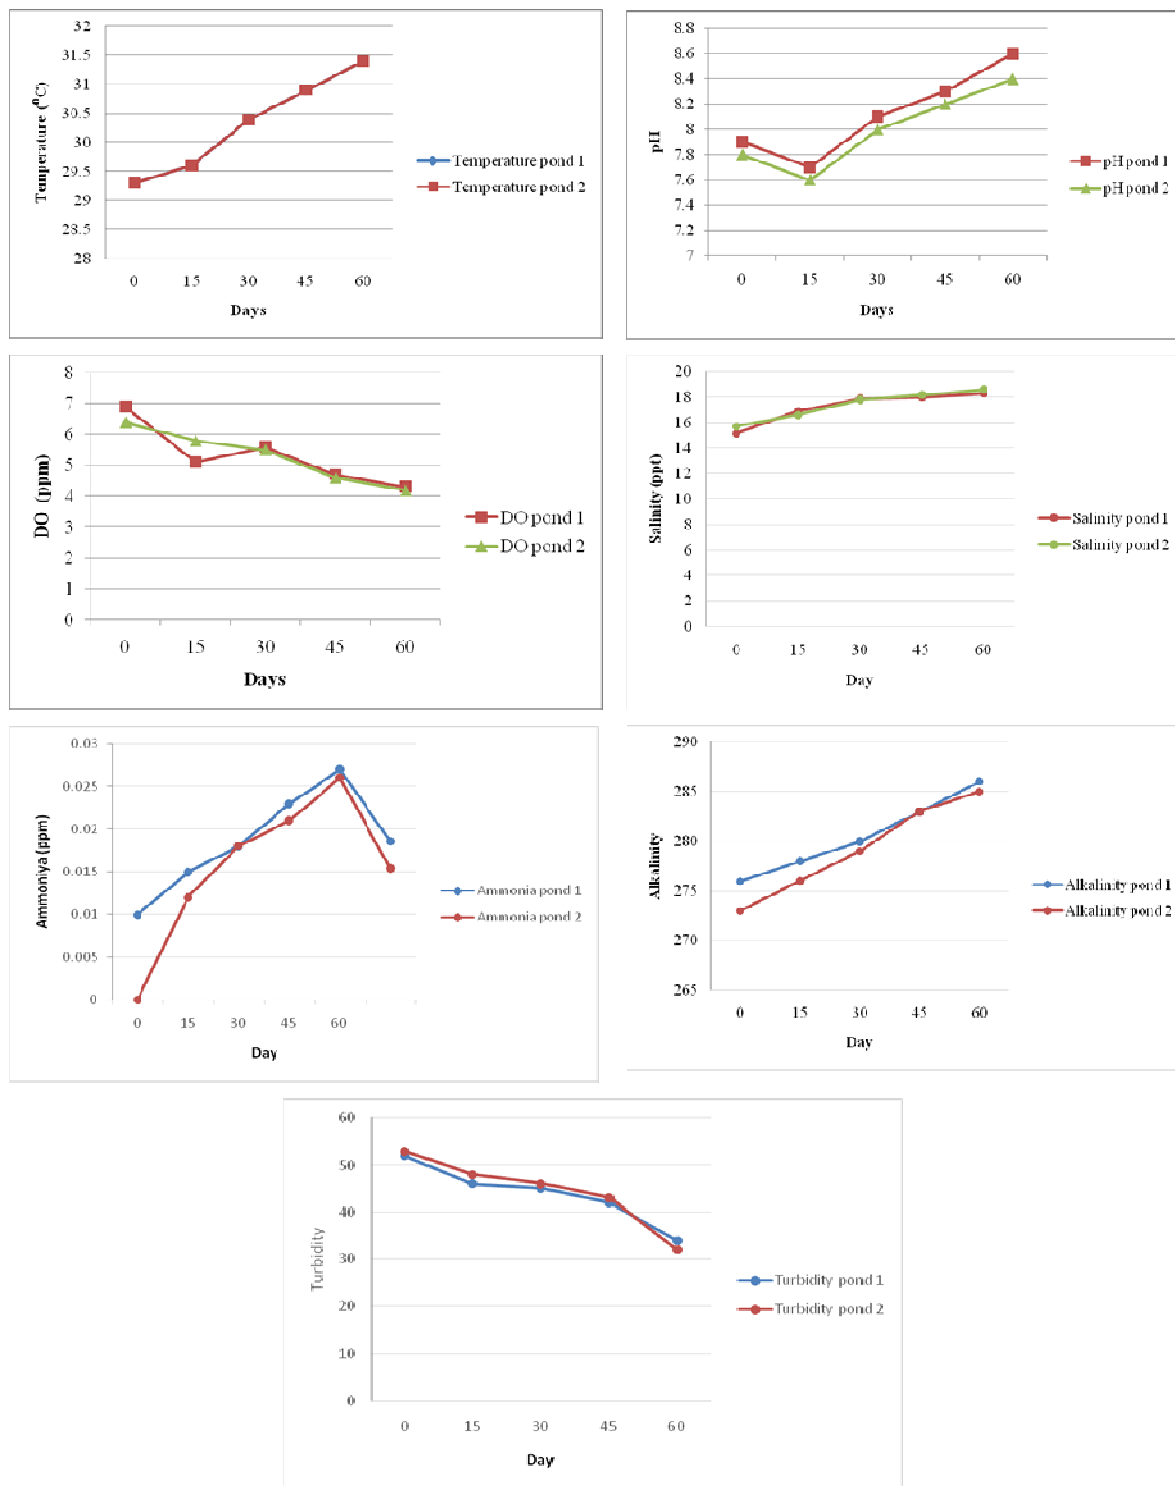 32
31.5
31
30.5
30
29.5
29
28.5
28
Temperature (⁰C)
0 15 30 45 60
Days
Temperature pond 1
Temperature pond 2
8.8
8.6
8.4
8.2
8
7.8
7.6
7.4
7.2
7
pH
0 15 30 45 60
Days
pH pond 1
pH pond 2
8
7
6
5
4
3
2
1
0
DO (ppm)
0 15 30 45 60
Days
DO pond 1
DO pond 2
20
18
16
14
12
10
8
6
4
2
0
Salinity (ppt)
0 15 30 45 60
Day
Salinity pond 1
Salinity pond 2
0.03
0.025
0.02
0.015
0.01
0.005
0
Ammoniya (ppm)
0 15 30 45 60
Day
Ammonia pond 1
Ammonia pond 2
290
285
280
275
270
265
Alkalinity
0 15 30 45 60
Day
Alkalinity pond 1
Alkalinity pond 2
60
50
40
30
20
10
0
Turbidity
0 15 30 45 60
Day
Turbidity pond 1
Turbidity pond 2